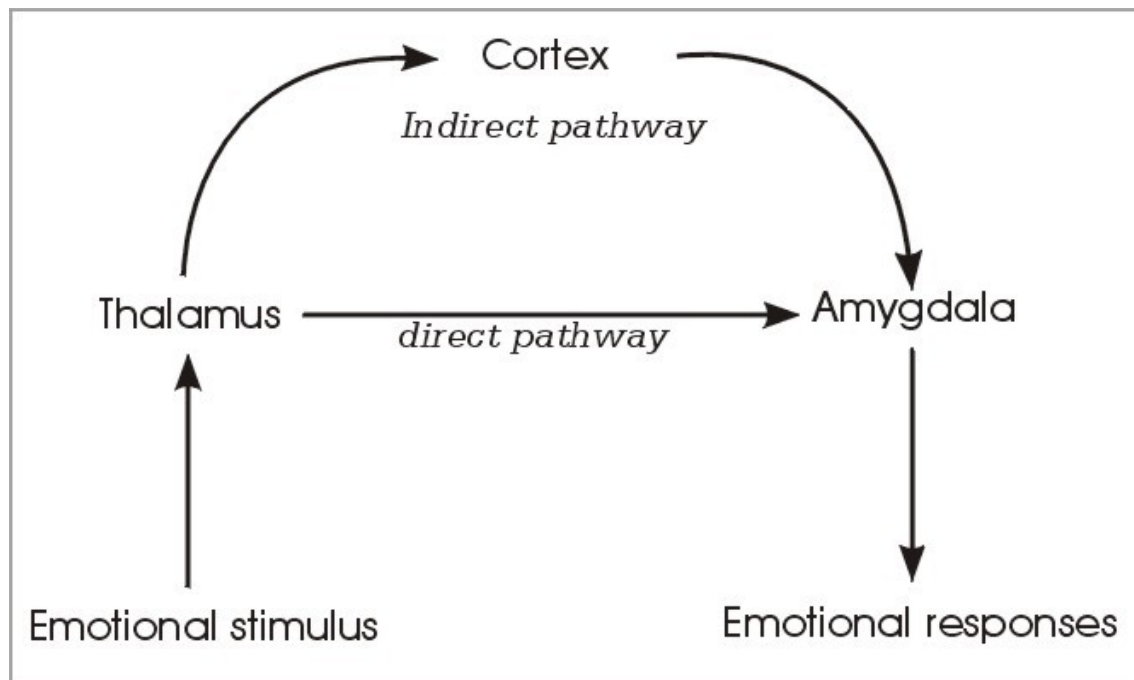 Cortex
Indirect pathway
Thalamus
Amygdala
direct pathway
Emotional stimulus
Emotional responses